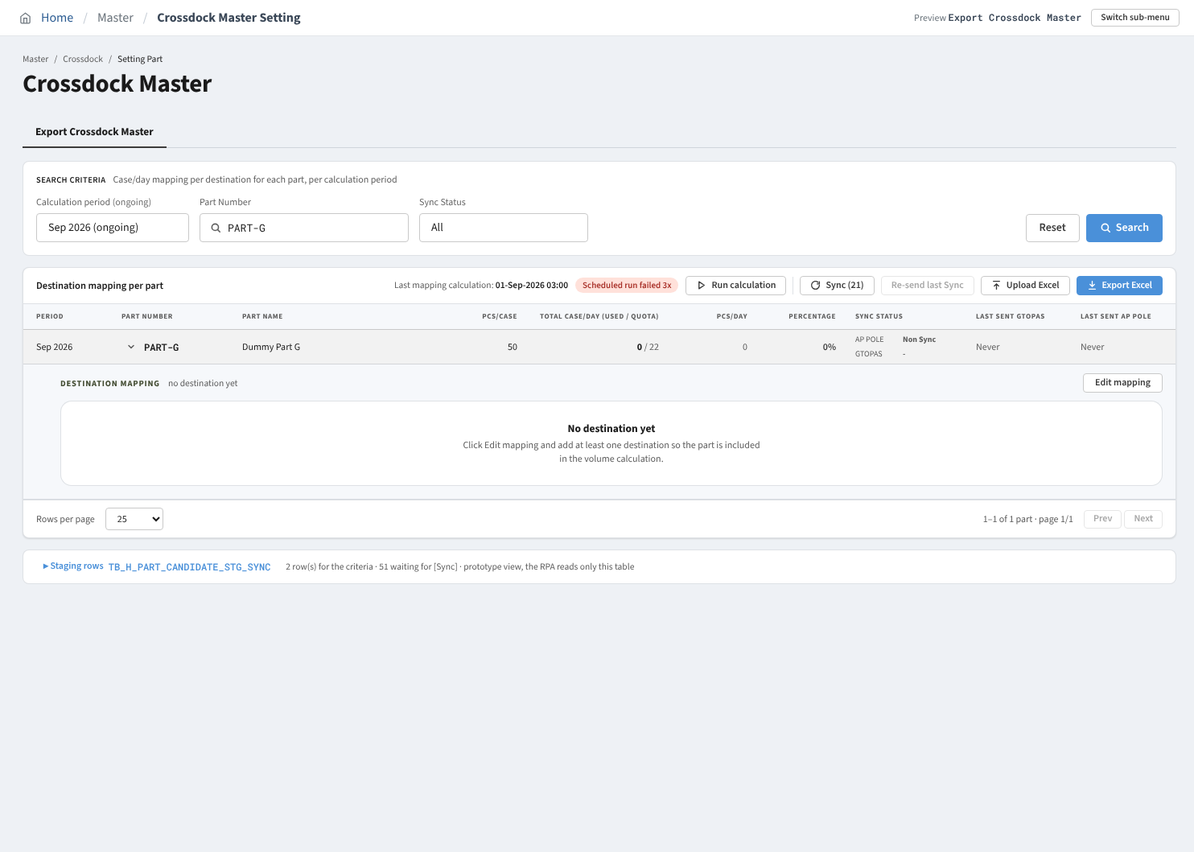 Home / Master / Crossdock Master Setting
Preview Export Crossdock Master Switch sub-menu
Master / Crossdock / Setting Part
Crossdock Master
Export Crossdock Master
SEARCH CRITERIA Case/day mapping per destination for each part, per calculation period
Calculation period (ongoing) Part Number Sync Status
Sep 2026 (ongoing) PART-G All Reset Search
Destination mapping per part Last mapping calculation: 01-Sep-2026 03:00 Scheduled run failed 3x Run calculation Sync (21) Re-send last Sync Upload Excel Export Excel
PERIOD PART NUMBER PART NAME PCS/CASE TOTAL CASE/DAY (USED / QUOTA) PCS/DAY PERCENTAGE SYNC STATUS LAST SENT GTOPAS LAST SENT AP POLE
Sep 2026 PART-G Dummy Part G 50 0 / 22 0 0% AP POLE Non Sync Never Never
GTOPAS -
DESTINATION MAPPING no destination yet Edit mapping
No destination yet
Click Edit mapping and add at least one destination so the part is included
in the volume calculation.
Rows per page 25 1–1 of 1 part · page 1/1 Prev Next
▸ Staging rows TB_H_PART_CANDIDATE_STG_SYNC 2 row(s) for the criteria · 51 waiting for [Sync] · prototype view, the RPA reads only this table